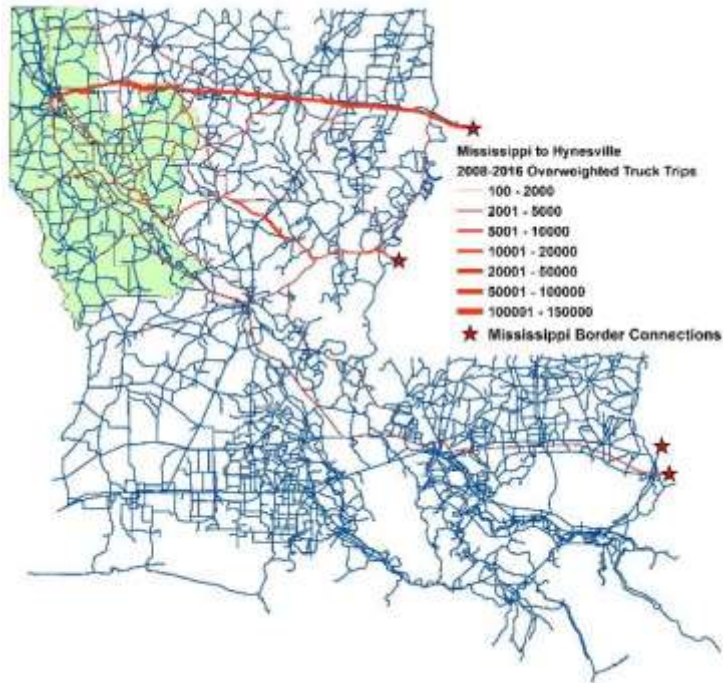 Mississippi to Hynesville
2008-2016 Overweighted Truck Trips
100 - 2000
2001 - 5000
5001 - 10000
10001 - 20000
20001 - 50000
50001 - 100000
100001 - 150000
Mississippi Border Connections